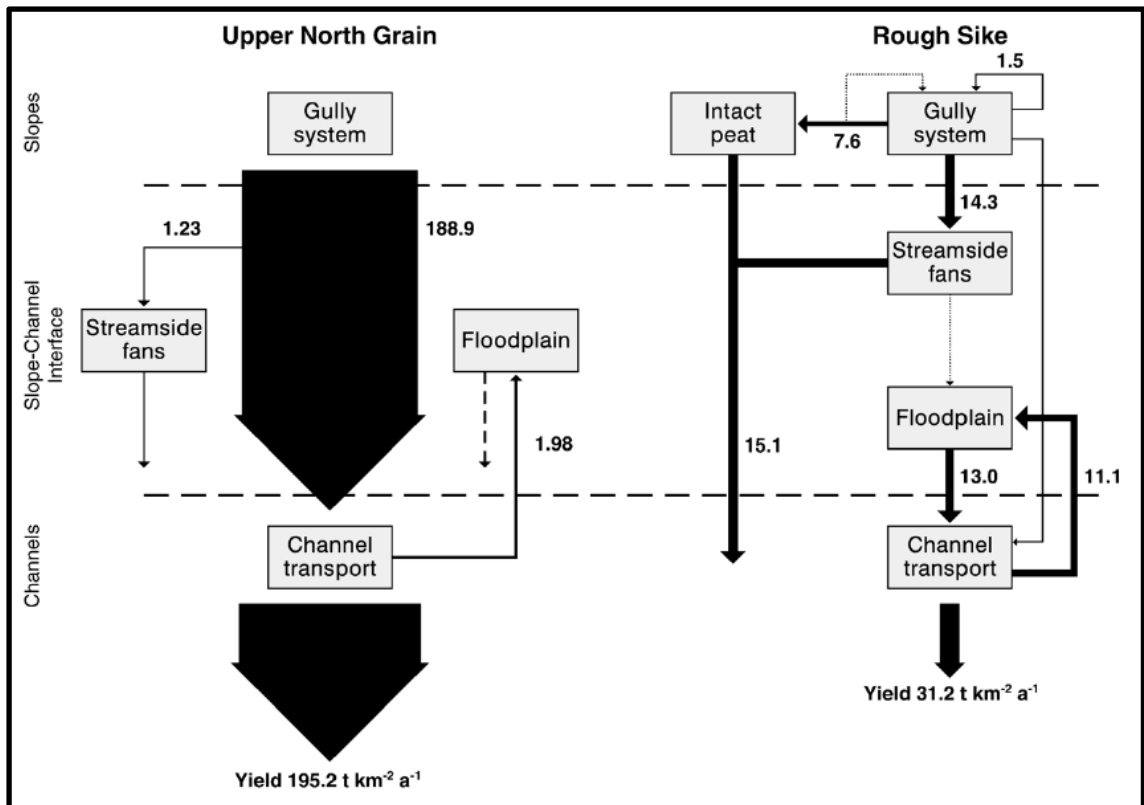 Upper North Grain
Rough Sike
Slopes
Gully
system
1.23
188.9
Slope-Channel
Interface
Streamside
fans
Floodplain
1.98
Channels
Channel
transport
Yield 195.2 t km⁻² a⁻¹
1.5
Intact
peat
7.6
Gully
system
14.3
Streamside
fans
Floodplain
15.1
13.0
11.1
Channel
transport
Yield 31.2 t km⁻² a⁻¹